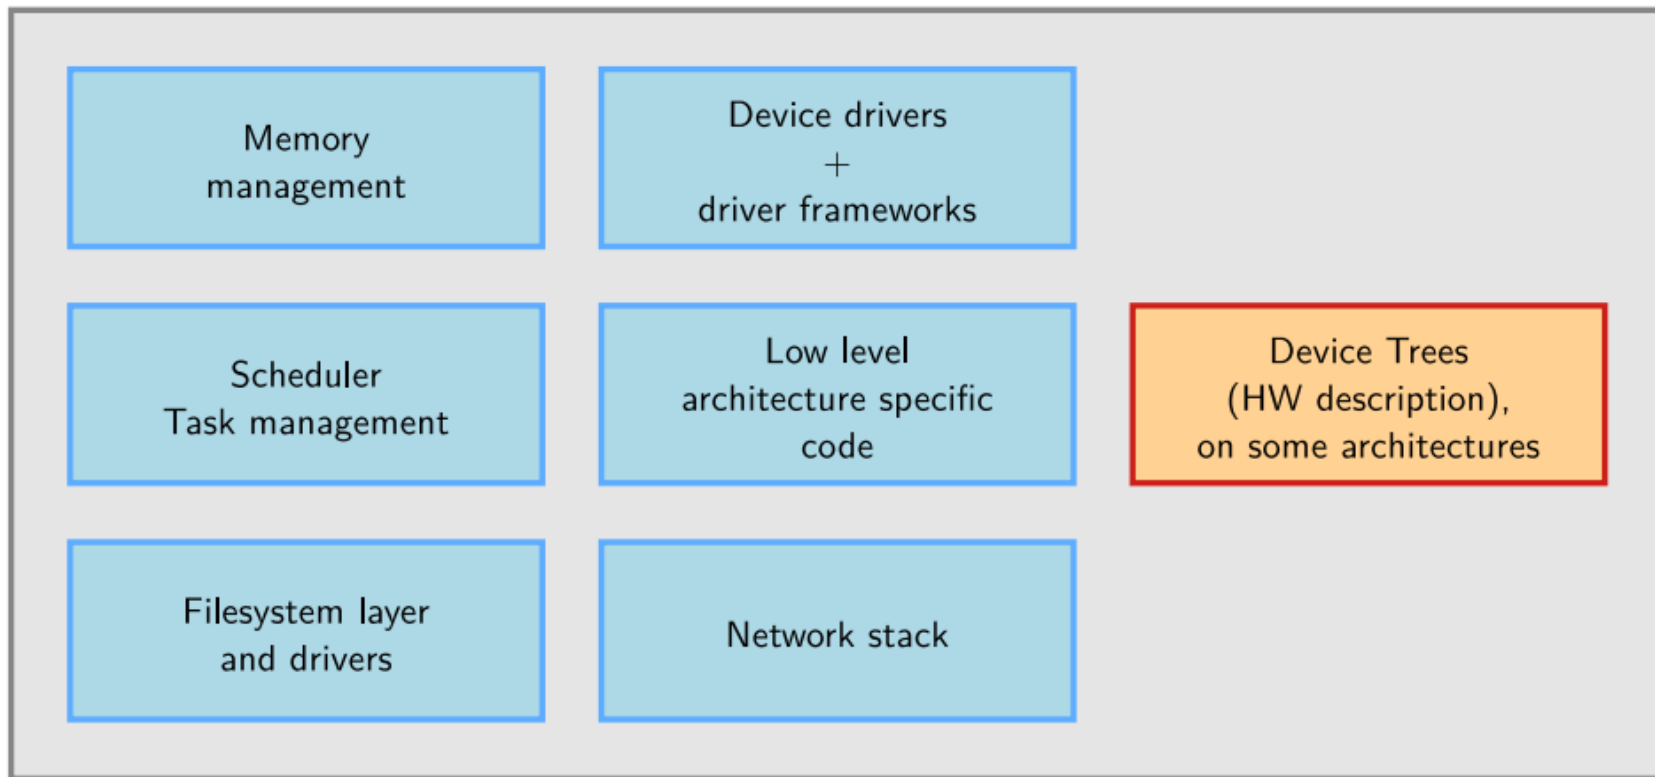 Memory
management
Device drivers
+
driver frameworks
Scheduler
Task management
Low level
architecture specific
code
Device Trees
(HW description),
on some architectures
Filesystem layer
and drivers
Network stack